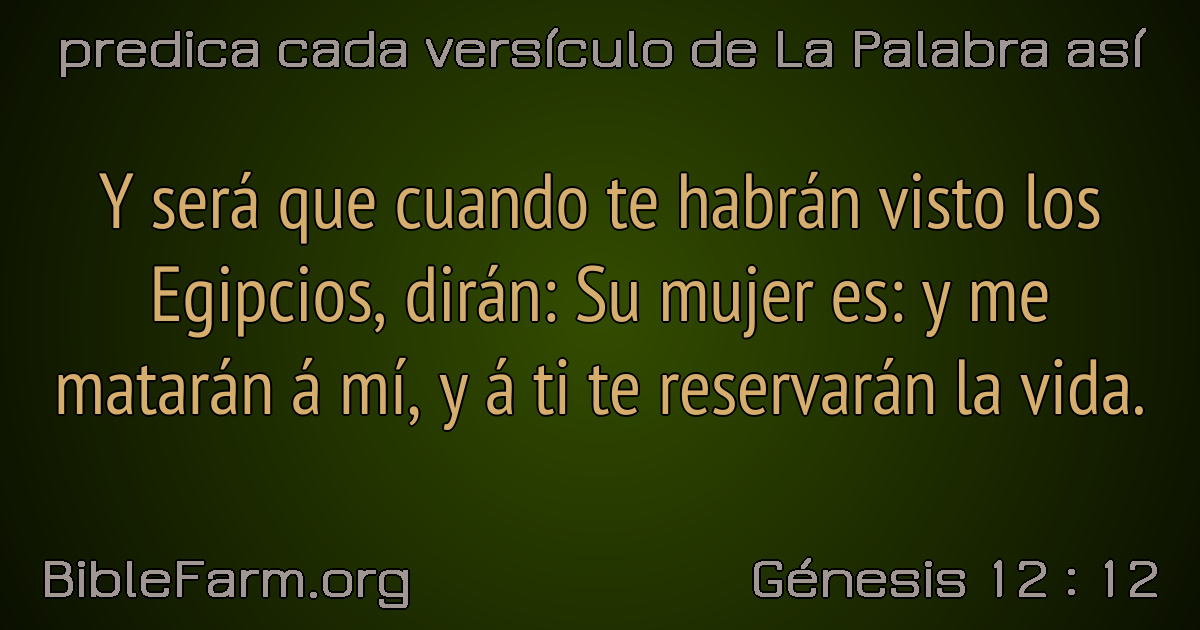 predica cada versículo de La Palabra así
Y será que cuando te habrán visto los
Egipcios, dirán: Su mujer es: y me
matarán á mí, y á ti te reservarán la vida.
BibleFarm.org
Génesis 12 : 12